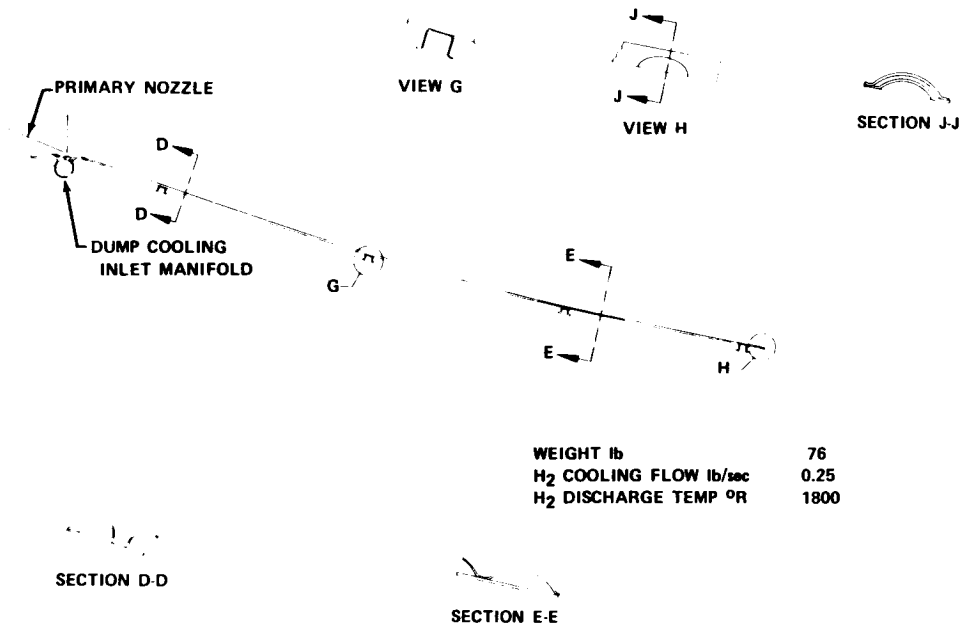 J
J
VIEW G
VIEW H
SECTION J-J
PRIMARY NOZZLE
D
D
DUMP COOLING
INLET MANIFOLD
G
E
E
H
WEIGHT lb 76
H2 COOLING FLOW lb/sec 0.25
H2 DISCHARGE TEMP ºR 1800
SECTION D-D
SECTION E-E